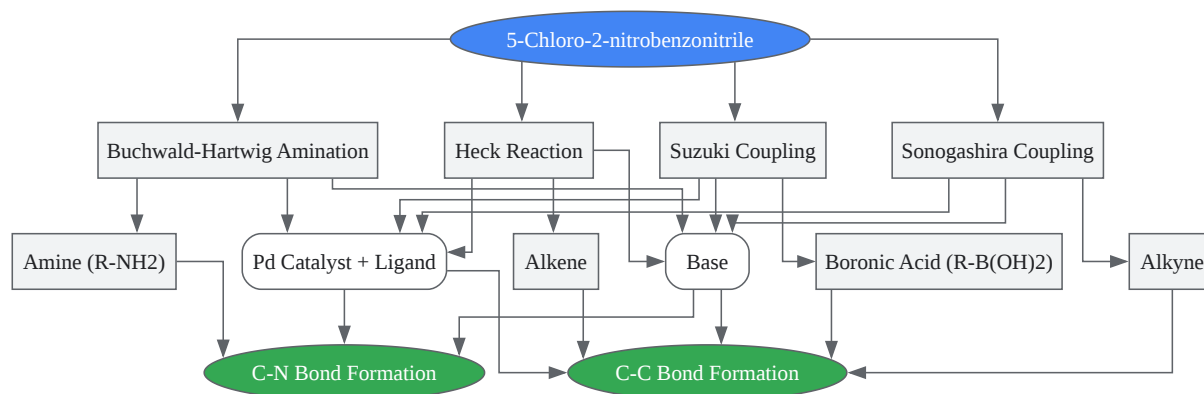 5-Chloro-2-nitrobenzonitrile
Buchwald-Hartwig Amination
Heck Reaction
Suzuki Coupling
Sonogashira Coupling
Amine (R-NH2)
Pd Catalyst + Ligand
Alkene
Base
Boronic Acid (R-B(OH)2)
Alkyne
C-N Bond Formation
C-C Bond Formation